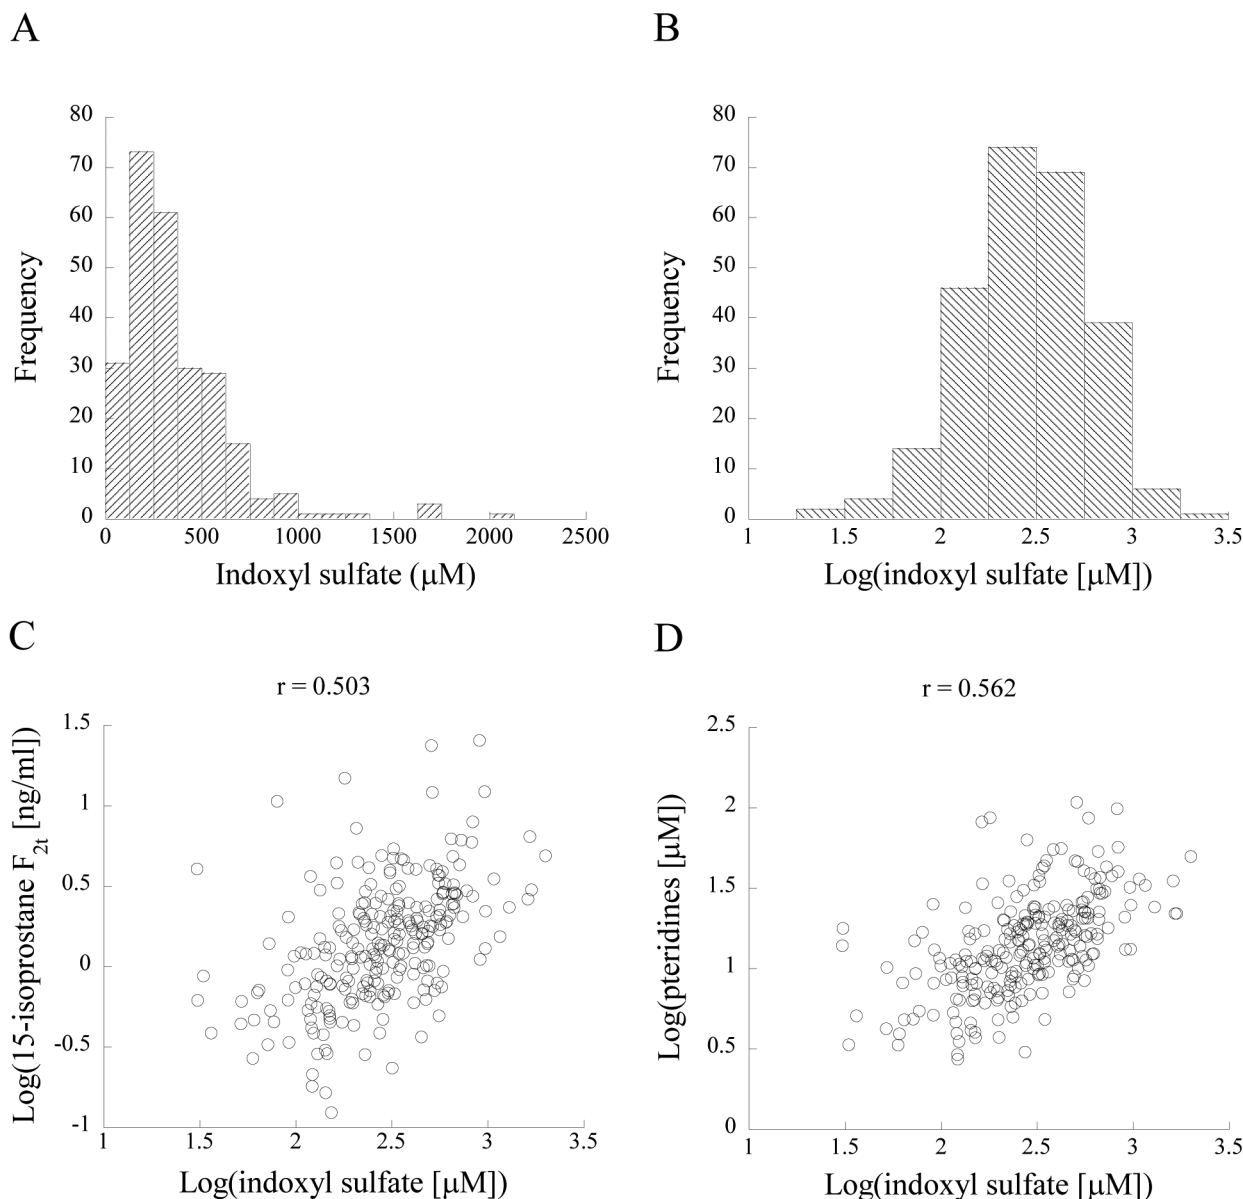 A
80
70
60
50
40
30
20
10
0
Frequency
0 500 1000 1500 2000 2500
Indoxyl sulfate (μM)
B
80
70
60
50
40
30
20
10
0
Frequency
1 1.5 2 2.5 3 3.5
Log(indoxyl sulfate [μM])
C
r = 0.503
1.5
1
0.5
0
-0.5
-1
Log(15-isoprostane F2t [ng/ml])
1 1.5 2 2.5 3 3.5
Log(indoxyl sulfate [μM])
D
r = 0.562
2.5
2
1.5
1
0.5
0
Log(pteridines [μM])
1 1.5 2 2.5 3 3.5
Log(indoxyl sulfate [μM])